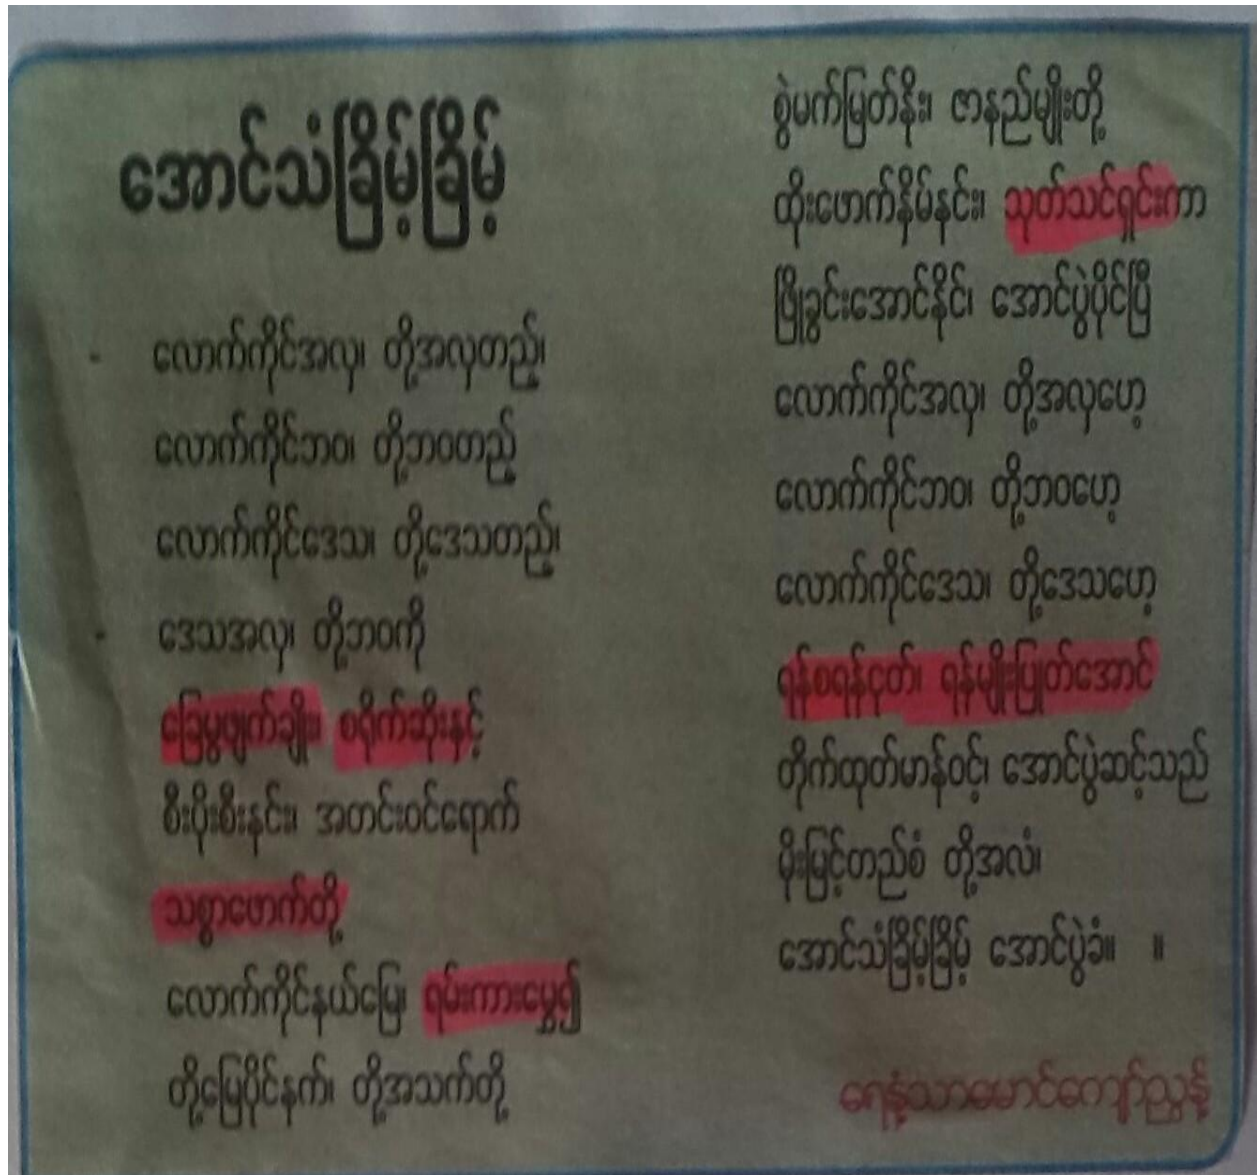 အောင်သံခြိမ့်ခြိမ့်
- လောက်ကိုင်အလှ၊ တို့အလှတည့်၊
လောက်ကိုင်ဘဝ၊ တို့ဘဝတည့်
လောက်ကိုင်ဒေသ၊ တို့ဒေသတည့်၊
- ဒေသအလှ၊ တို့ဘဝကို
ခြေမွဖျက်ချိုး၊ စရိုက်ဆိုးနှင့်
စီးပိုးစီးနင်း၊ အတင်းဝင်ရောက်
သစ္စာဖောက်တို့
လောက်ကိုင်နယ်မြေ၊ ရမ်းကားမွှေ၍
တို့မြေပိုင်နက်၊ တို့အသက်တို့
စွဲမက်မြတ်နိုး၊ ဇာနည်မျိုးတို့
ထိုးဖောက်နှိမ်နင်း၊ သုတ်သင်ရှင်းကာ
ဖြိုခွင်းအောင်နိုင်၊ အောင်ပွဲပိုင်ပြီ
လောက်ကိုင်အလှ၊ တို့အလှဟေ့
လောက်ကိုင်ဘဝ၊ တို့ဘဝဟေ့
လောက်ကိုင်ဒေသ၊ တို့ဒေသဟေ့
ရန်စရန်ငုတ်၊ ရန်မျိုးပြုတ်အောင်
တိုက်ထုတ်မာန်ဝင့်၊ အောင်ပွဲဆင့်သည်
မိုးမြင့်တည်စံ တို့အလံ၊
အောင်သံခြိမ့်ခြိမ့် အောင်ပွဲခံ။ ။
ရေနံ့သာမောင်ကျော်ညွန့်